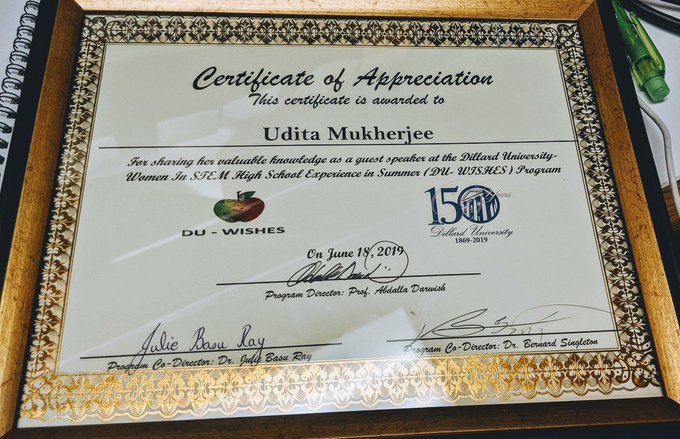 Certificate of Appreciation
This certificate is awarded to
Udita Mukherjee
For sharing her valuable knowledge as a guest speaker at the Dillard University-
Women In STEM High School Experience in Summer (DU- WISHES) Program
DU - WISHES
150
Dillard University
1869-2019
On June 18, 2019
Program Director: Prof. Abdalla Darwish
Julie Basu Ray
Program Co-Director: Dr. Julie Basu Ray
Program Co-Director: Dr. Bernard Singleton